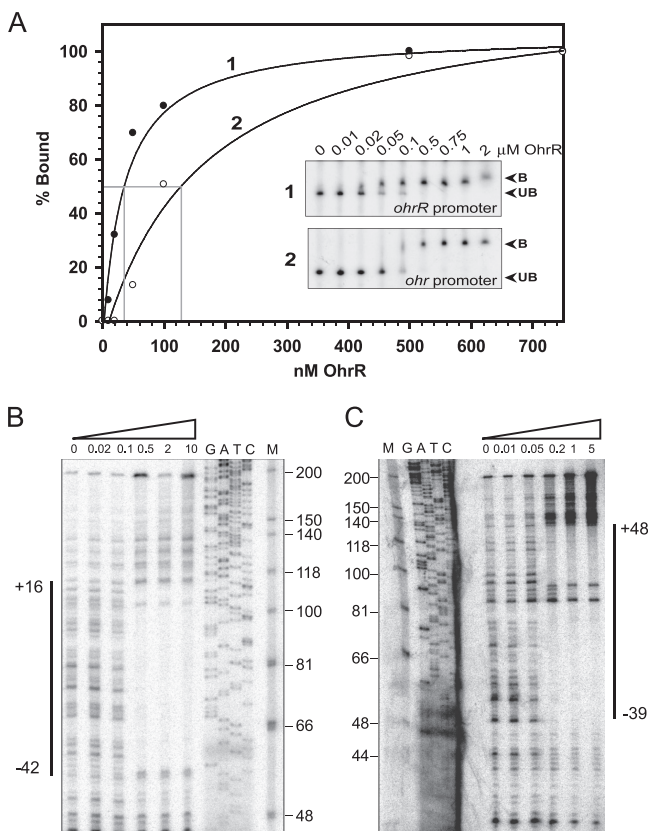 A
% Bound
100
80
60
40
20
0
0 100 200 300 400 500 600 700
nM OhrR
1
2
0 0.01 0.02 0.05 0.1 0.5 0.75 1 2 μM OhrR
1
B
UB
ohrR promoter
2
B
UB
ohr promoter
B
0 0.02 0.1 0.5 2 10 G A T C M
200
150
140
118
100
81
66
48
+16
-42
C
M G A T C 0 0.01 0.05 0.2 1 5
200
150
140
118
100
81
66
48
44
+48
-39